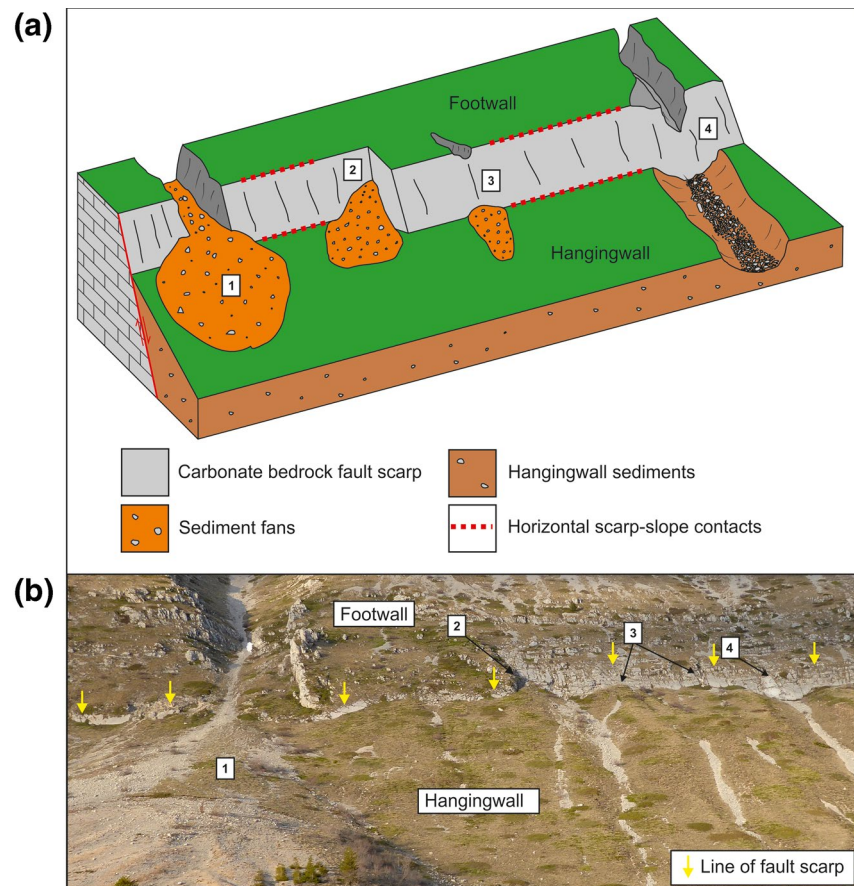 (a)
Footwall
4
2
3
Hangingwall
1
Carbonate bedrock fault scarp
Hangingwall sediments
Sediment fans
Horizontal scarp-slope contacts
(b)
Footwall
2
3
4
1
Hangingwall
Line of fault scarp